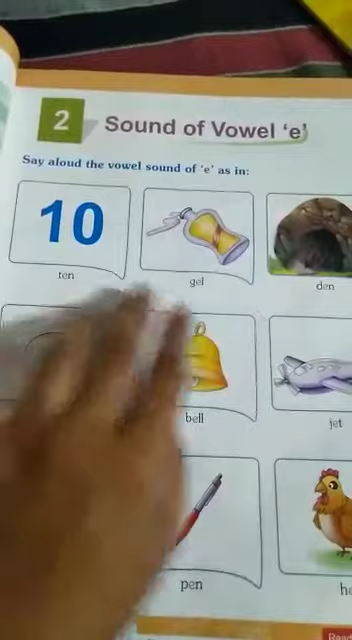 2
Sound of Vowel 'e'
Say aloud the vowel sound of 'e' as in:
10
ten
gel
den
bell
jet
pen